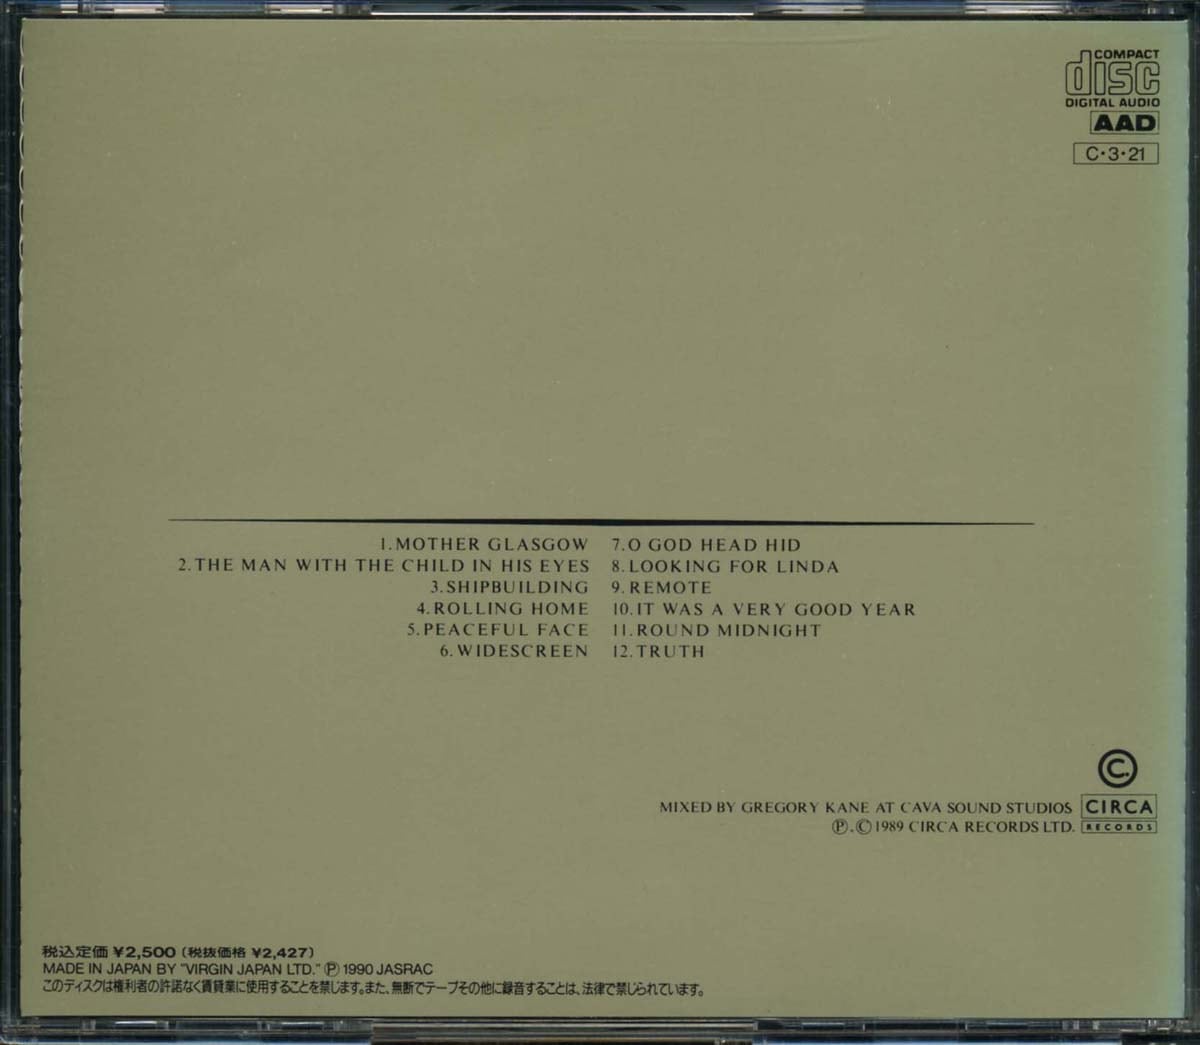 COMPACT
disc
DIGITAL AUDIO
AAD
C・3・21
1.MOTHER GLASGOW
2.THE MAN WITH THE CHILD IN HIS EYES
3.SHIPBUILDING
4.ROLLING HOME
5.PEACEFUL FACE
6.WIDESCREEN
7.O GOD HEAD HID
8.LOOKING FOR LINDA
9.REMOTE
10.IT WAS A VERY GOOD YEAR
11.ROUND MIDNIGHT
12.TRUTH
C.
MIXED BY GREGORY KANE AT CAVA SOUND STUDIOS
Ⓟ.Ⓒ1989 CIRCA RECORDS LTD.
CIRCA
RECORDS
税込定価 ¥2,500 (税抜価格 ¥2,427)
MADE IN JAPAN BY "VIRGIN JAPAN LTD." Ⓟ 1990 JASRAC
このディスクは権利者の許諾なく賃貸業に使用することを禁じます。また、無断でテープその他に録音することは、法律で禁じられています。